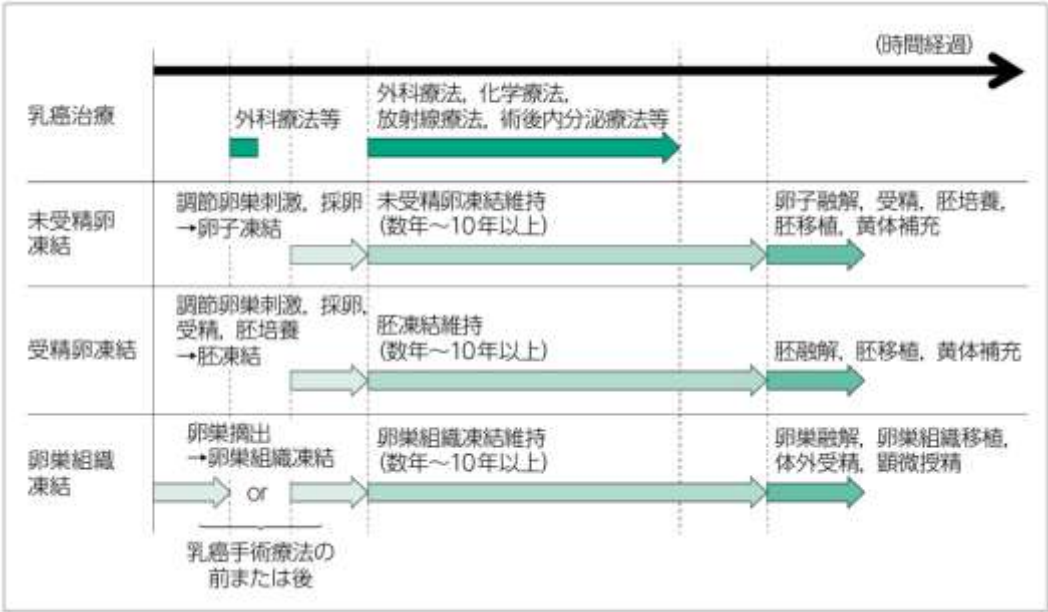 (時間経過)
乳癌治療
外科療法等
外科療法，化学療法，
放射線療法，術後内分泌療法等
未受精卵
凍結
調節卵巣刺激，採卵
→卵子凍結
未受精卵凍結維持
(数年～10年以上)
卵子融解，受精，胚培養，
胚移植，黄体補充
受精卵凍結
調節卵巣刺激，採卵，
受精，胚培養
→胚凍結
胚凍結維持
(数年～10年以上)
胚融解，胚移植，黄体補充
卵巣組織
凍結
卵巣摘出
→卵巣組織凍結
or
卵巣組織凍結維持
(数年～10年以上)
卵巣融解，卵巣組織移植，
体外受精，顕微授精
乳癌手術療法の
前または後